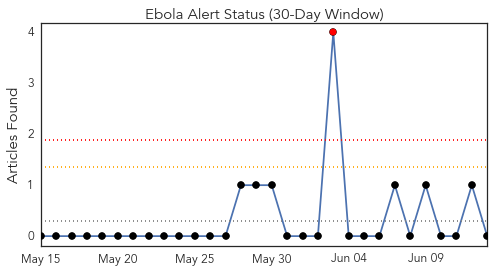 Ebola Alert Status (30-Day Window)
Articles Found
4
3
2
1
0
May 15
May 20
May 25
May 30
Jun 04
Jun 09